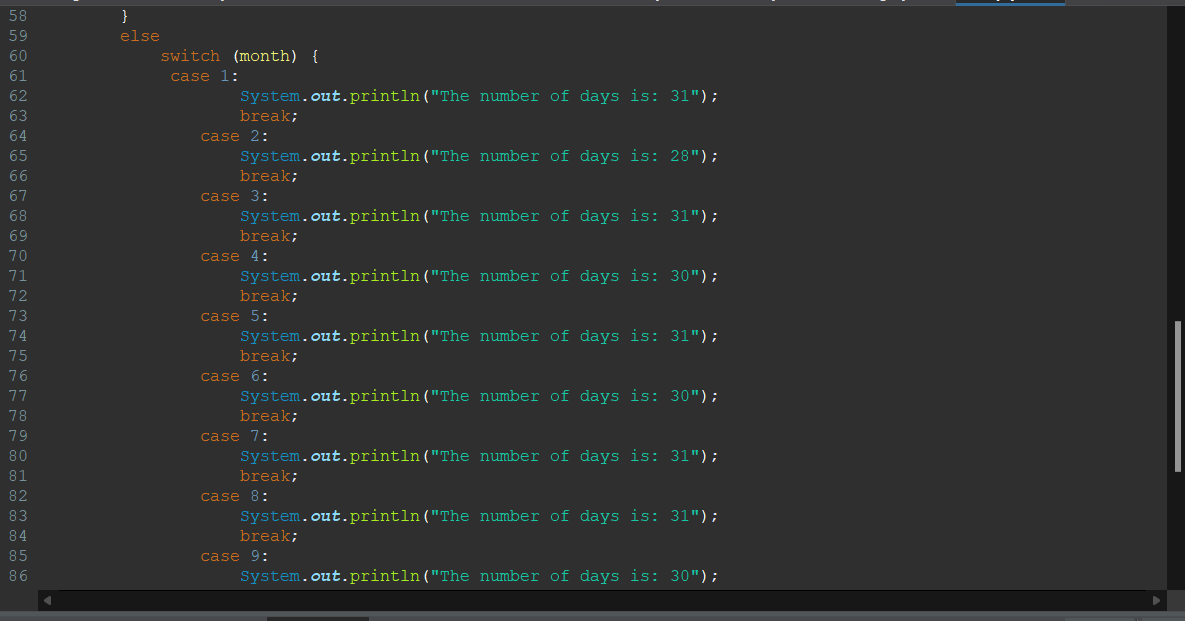 58 }
59 else
60 switch (month) {
61 case 1:
62 System.out.println("The number of days is: 31");
63 break;
64 case 2:
65 System.out.println("The number of days is: 28");
66 break;
67 case 3:
68 System.out.println("The number of days is: 31");
69 break;
70 case 4:
71 System.out.println("The number of days is: 30");
72 break;
73 case 5:
74 System.out.println("The number of days is: 31");
75 break;
76 case 6:
77 System.out.println("The number of days is: 30");
78 break;
79 case 7:
80 System.out.println("The number of days is: 31");
81 break;
82 case 8:
83 System.out.println("The number of days is: 31");
84 break;
85 case 9:
86 System.out.println("The number of days is: 30");